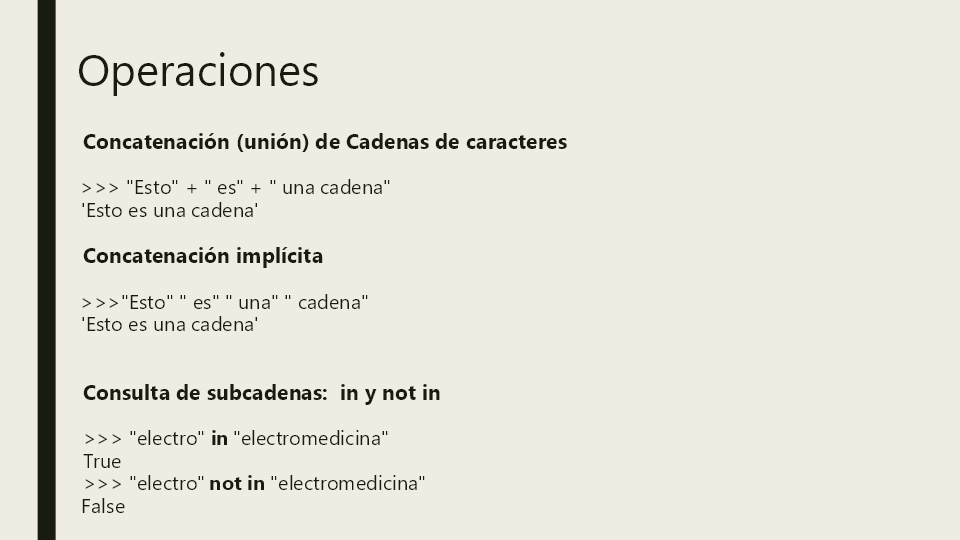 Operaciones
Concatenación (unión) de Cadenas de caracteres
>>> "Esto" + " es" + " una cadena"
'Esto es una cadena'
Concatenación implícita
>>>"Esto" " es" " una" " cadena"
'Esto es una cadena'
Consulta de subcadenas:  in y not in
>>> "electro" in "electromedicina"
True
>>> "electro" not in "electromedicina"
False